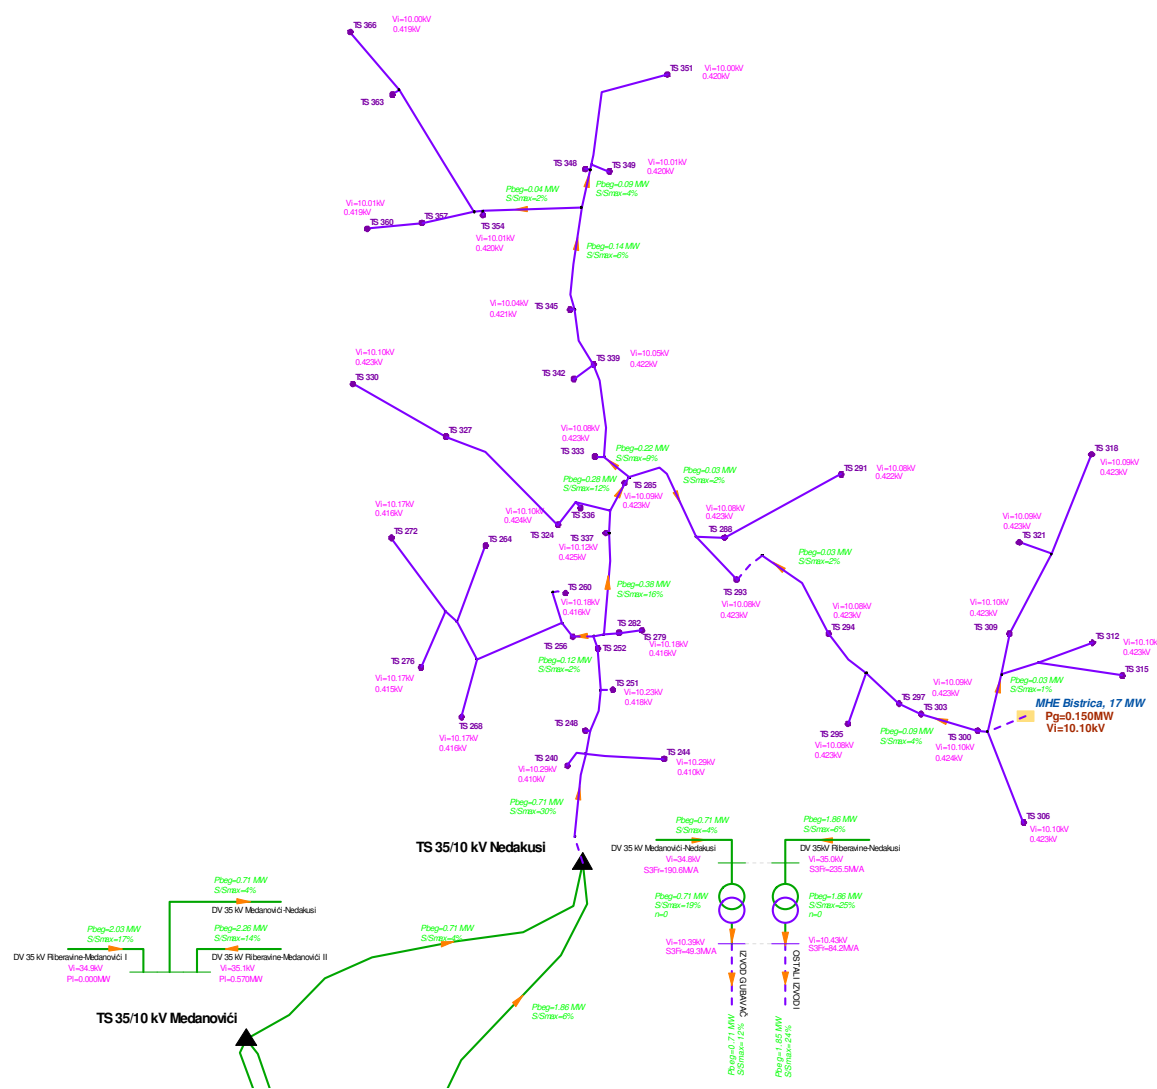 TS 366
Vi=10.00kV
0.419kV
TS 351
Vi=10.00kV
0.420kV
TS 363
TS 348
TS 349
Vi=10.01kV
0.420kV
Pbeg=0.04 MW
S/Smax=2%
Pbeg=0.09 MW
S/Smax=4%
Vi=10.01kV
0.419kV
TS 360
TS 357
TS 354
Vi=10.01kV
0.420kV
Pbeg=0.14 MW
S/Smax=6%
Vi=10.04kV
0.421kV
TS 345
TS 339
Vi=10.05kV
0.422kV
TS 342
Vi=10.10kV
0.423kV
TS 330
TS 327
Vi=10.08kV
0.423kV
TS 333
Pbeg=0.22 MW
S/Smax=9%
Pbeg=0.28 MW
S/Smax=12%
TS 285
Vi=10.09kV
0.423kV
Pbeg=0.03 MW
S/Smax=2%
TS 291
Vi=10.08kV
0.422kV
TS 318
Vi=10.09kV
0.423kV
Vi=10.17kV
0.416kV
TS 272
TS 264
Vi=10.10kV
0.424kV
TS 324
TS 336
TS 337
Vi=10.12kV
0.425kV
Vi=10.08kV
0.423kV
TS 288
Vi=10.09kV
0.423kV
TS 321
Pbeg=0.03 MW
S/Smax=2%
TS 293
Vi=10.08kV
0.423kV
TS 260
Vi=10.18kV
0.416kV
Pbeg=0.38 MW
S/Smax=16%
Vi=10.08kV
0.423kV
TS 294
Vi=10.10kV
0.423kV
TS 309
TS 312
Vi=10.10kV
0.423kV
TS 315
TS 282
TS 279
Vi=10.18kV
0.416kV
TS 256
TS 252
Pbeg=0.12 MW
S/Smax=2%
TS 276
Vi=10.17kV
0.415kV
TS 251
Vi=10.23kV
0.418kV
TS 268
Vi=10.17kV
0.416kV
TS 248
Vi=10.09kV
0.423kV
TS 297
TS 303
Pbeg=0.03 MW
S/Smax=1%
MHE Bistrica, 17 MW
Pg=0.150MW
Vi=10.10kV
TS 295
Vi=10.08kV
0.423kV
Pbeg=0.09 MW
S/Smax=4%
TS 300
Vi=10.10kV
0.424kV
TS 240
Vi=10.29kV
0.410kV
TS 244
Vi=10.29kV
0.410kV
TS 306
Vi=10.10kV
0.423kV
Pbeg=0.71 MW
S/Smax=30%
TS 35/10 kV Nedakusi
Pbeg=0.71 MW
S/Smax=4%
DV 35 kV Medanovići-Nedakusi
Vi=34.8kV
S3Fr=190.6MVA
Pbeg=0.71 MW
S/Smax=19%
n=0
Vi=10.39kV
S3Fr=49.3MVA
IZVOD GUBAVAČ
Pbeg=0.71 MW
S/Smax=12%
Pbeg=1.86 MW
S/Smax=6%
DV 35kV Ribarevine-Nedakusi
Vi=35.0kV
S3Fr=235.5MVA
Pbeg=1.86 MW
S/Smax=28%
n=0
Vi=10.43kV
S3Fr=84.2MVA
OSTALI IZVODI
Pbeg=1.85 MW
S/Smax=24%
Pbeg=0.71 MW
S/Smax=4%
DV 35 kV Medanovići-Nedakusi
Pbeg=2.03 MW
S/Smax=17%
DV 35 kV Ribarevine-Medanovići I
Vi=34.9kV
Pl=0.000MW
Pbeg=2.26 MW
S/Smax=14%
DV 35 kV Ribarevine-Medanovići II
Vi=35.1kV
Pl=0.570MW
Pbeg=0.71 MW
S/Smax=4%
Pbeg=1.86 MW
S/Smax=6%
TS 35/10 kV Medanovići